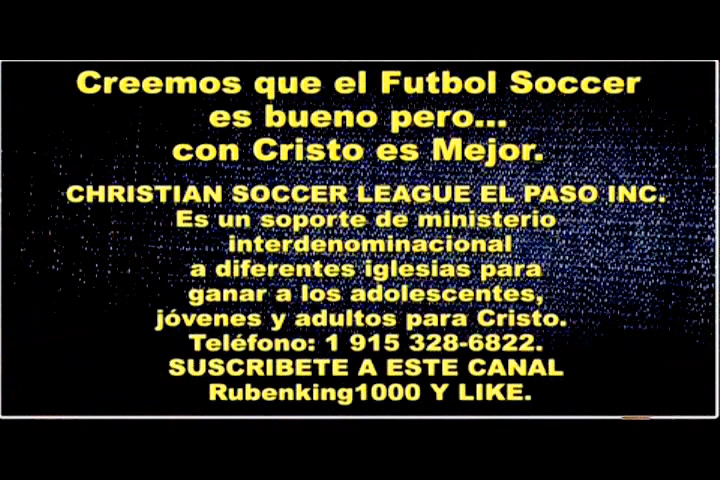 Creemos que el Futbol Soccer
es bueno pero...
con Cristo es Mejor.
CHRISTIAN SOCCER LEAGUE EL PASO INC.
Es un soporte de ministerio
interdenominacional
a diferentes iglesias para
ganar a los adolescentes,
jóvenes y adultos para Cristo.
Teléfono: 1 915 328-6822.
SUSCRIBETE A ESTE CANAL
Rubenking1000 Y LIKE.